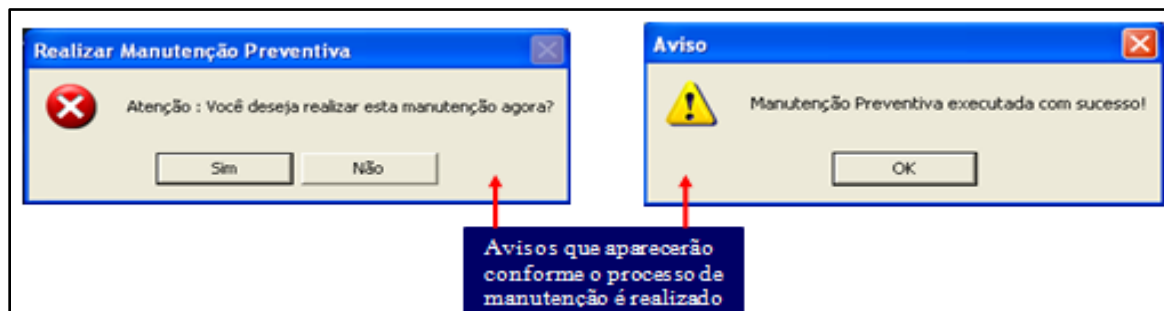 Realizar Manutenção Preventiva
Atenção : Você deseja realizar esta manutenção agora?
Sim Não
Aviso
Manutenção Preventiva executada com sucesso!
OK
Avisos que aparecerão
conforme o processo de
manutenção é realizado